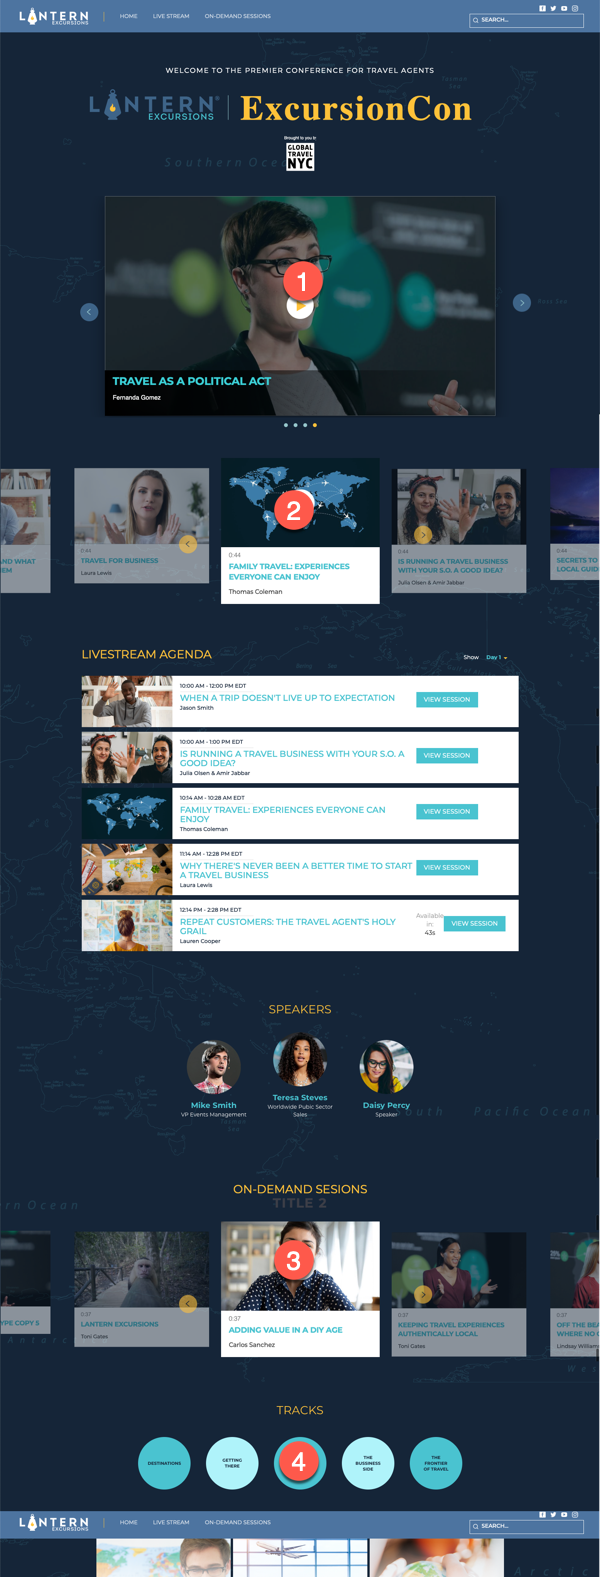 LANTERN
EXCURSIONS
HOME LIVE STREAM ON-DEMAND SESSIONS
SEARCH...
WELCOME TO THE PREMIER CONFERENCE FOR TRAVEL AGENTS
LANTERN®
EXCURSIONS
ExcursionCon
Brought to you by
GLOBAL
TRAVEL
NYC
Southern Oce
1
TRAVEL AS A POLITICAL ACT
Fernanda Gomez
2
AND WHAT
EM
0:44
TRAVEL FOR BUSINESS
Laura Lewis
0:44
FAMILY TRAVEL: EXPERIENCES
EVERYONE CAN ENJOY
Thomas Coleman
0:44
IS RUNNING A TRAVEL BUSINESS
WITH YOUR S.O. A GOOD IDEA?
Julia Olsen & Amir Jabbar
0:44
SECRETS TO
LOCAL GUID
LIVESTREAM AGENDA
Show Day 1
10:00 AM - 12:00 PM EDT
WHEN A TRIP DOESN'T LIVE UP TO EXPECTATION
Jason Smith
VIEW SESSION
10:00 AM - 1:00 PM EDT
IS RUNNING A TRAVEL BUSINESS WITH YOUR S.O. A
GOOD IDEA?
Julia Olsen & Amir Jabbar
VIEW SESSION
10:14 AM - 10:28 AM EDT
FAMILY TRAVEL: EXPERIENCES EVERYONE CAN
ENJOY
Thomas Coleman
VIEW SESSION
11:14 AM - 12:28 PM EDT
WHY THERE'S NEVER BEEN A BETTER TIME TO START
A TRAVEL BUSINESS
Laura Lewis
VIEW SESSION
12:14 PM - 2:28 PM EDT
REPEAT CUSTOMERS: THE TRAVEL AGENT'S HOLY
GRAIL
Lauren Cooper
Available
in:
43s
VIEW SESSION
SPEAKERS
Mike Smith
VP Events Management
Teresa Steves
Worldwide Pubic Sector
Sales
Daisy Percy
Speaker
outh Pacific Ocean
ON-DEMAND SESIONS
TITLE 2
rn Ocean
3
YPE COPY 5
0:37
LANTERN EXCURSIONS
Toni Gates
0:37
ADDING VALUE IN A DIY AGE
Carlos Sanchez
0:37
KEEPING TRAVEL EXPERIENCES
AUTHENTICALLY LOCAL
Toni Gates
0:37
OFF THE BEA
WHERE NO O
Lindsay William
TRACKS
DESTINATIONS
GETTING
THERE
4
THE
BUSSINESS
SIDE
THE
FRONTIER
OF TRAVEL
LANTERN
EXCURSIONS
HOME LIVE STREAM ON-DEMAND SESSIONS
SEARCH...
Arctic